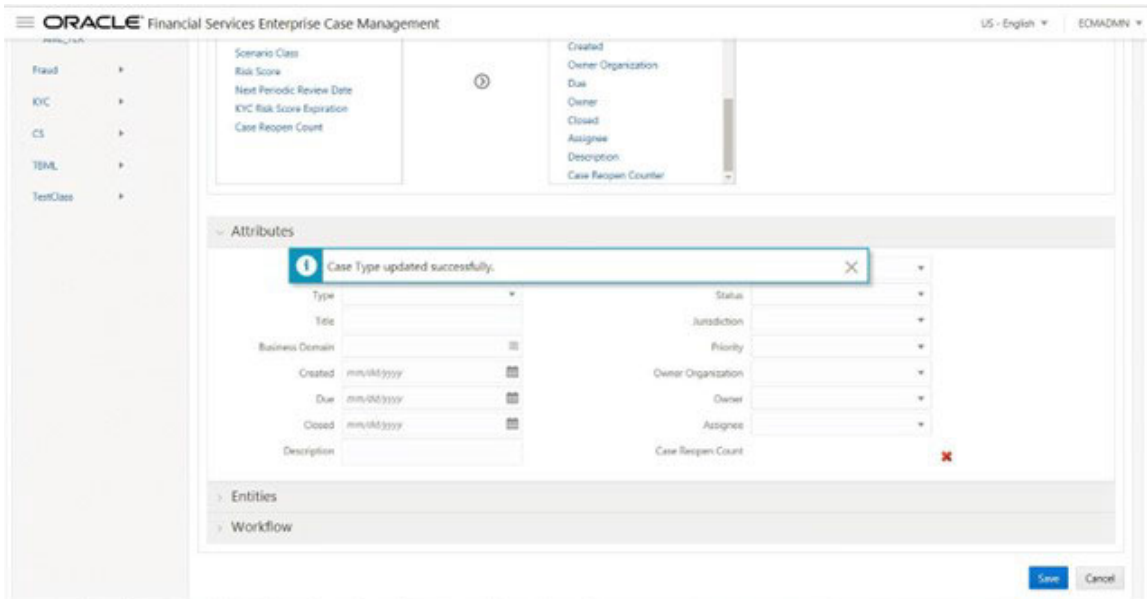 ORACLE Financial Services Enterprise Case Management
US - English
ECMADMN
Fraud
KYC
CS
TBML
TestClass
Scenario Class
Risk Score
Next Periodic Review Date
KYC Risk Score Expiration
Case Reopen Count
Created
Owner Organization
Due
Owner
Closed
Assignee
Description
Case Reopen Counter
Attributes
Case Type updated successfully.
Type
Status
Title
Jurisdiction
Business Domain
Priority
Created mm/dd/yyyy
Owner Organization
Due mm/dd/yyyy
Owner
Closed mm/dd/yyyy
Assignee
Description
Case Reopen Count
Entities
Workflow
Save
Cancel